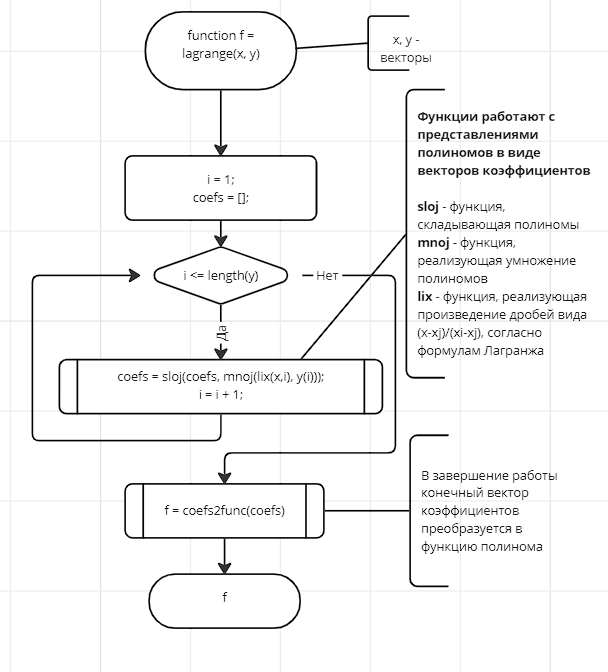 function f =
lagrange(x, y)
x, y -
векторы
Функции работают с
представлениями
полиномов в виде
векторов коэффициентов
sloj - функция,
складывающая полиномы
mnoj - функция,
реализующая умножение
полиномов
lix - функция, реализующая
произведение дробей вида
(x-xj)/(xi-xj), согласно
формулам Лагранжа
i = 1;
coefs = [];
i <= length(y)
Нет
Да
coefs = sloj(coefs, mnoj(lix(x,i), y(i)));
i = i + 1;
f = coefs2func(coefs)
В завершение работы
конечный вектор
коэффициентов
преобразуется в
функцию полинома
f